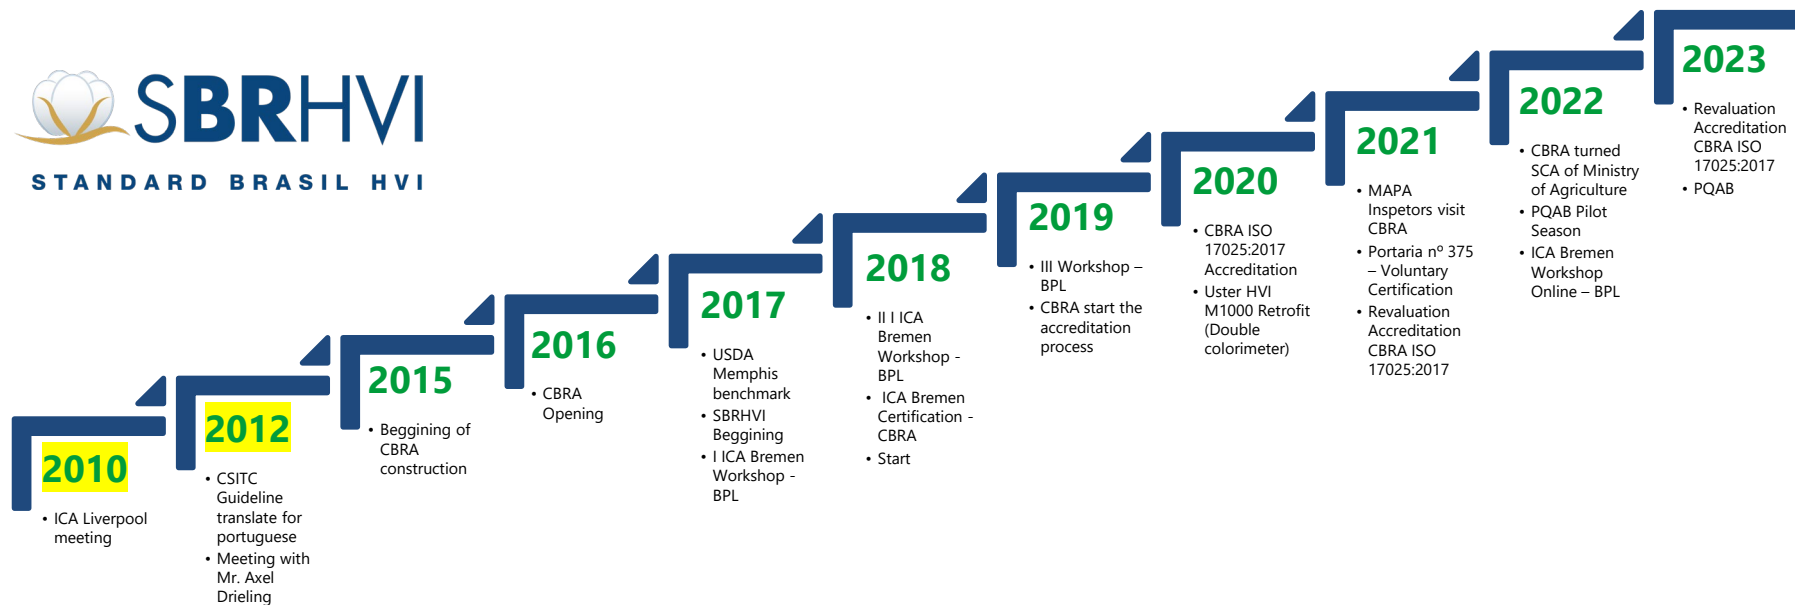 SBRHVI
STANDARD BRASIL HVI
2010
• ICA Liverpool
meeting
2012
• CSITC
Guideline
translate for
portuguese
• Meeting with
Mr. Axel
Drieling
2015
• Beggining of
CBRA
construction
2016
• CBRA
Opening
2017
• USDA
Memphis
benchmark
• SBRHVI
Beggining
• I ICA Bremen
Workshop -
BPL
2018
• II I ICA
Bremen
Workshop -
BPL
• ICA Bremen
Certification -
CBRA
• Start
2019
• III Workshop –
BPL
• CBRA start the
accreditation
process
2020
• CBRA ISO
17025:2017
Accreditation
• Uster HVI
M1000 Retrofit
(Double
colorimeter)
2021
• MAPA
Inspetors visit
CBRA
• Portaria nº 375
– Voluntary
Certification
• Revaluation
Accreditation
CBRA ISO
17025:2017
2022
• CBRA turned
SCA of Ministry
of Agriculture
• PQAB Pilot
Season
• ICA Bremen
Workshop
Online – BPL
2023
• Revaluation
Accreditation
CBRA ISO
17025:2017
• PQAB